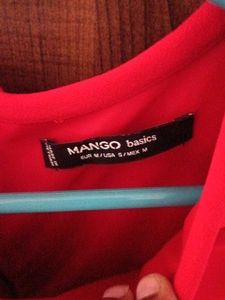 MANGO basics
EUR M / USA S / MEX M